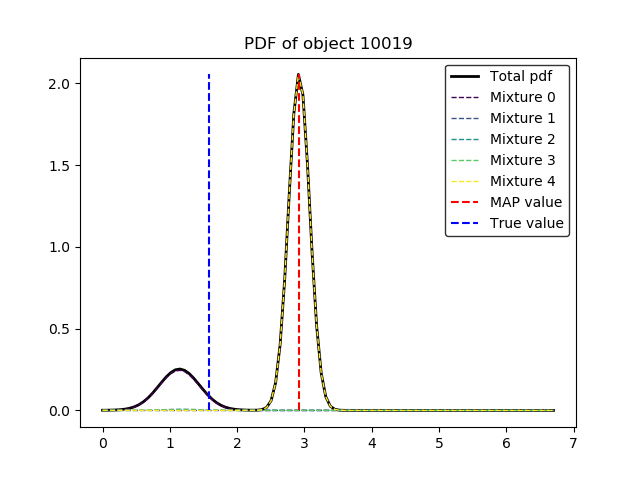 PDF of object 10019
2.0
1.5
1.0
0.5
0.0
0 1 2 3 4 5 6 7
Total pdf
Mixture 0
Mixture 1
Mixture 2
Mixture 3
Mixture 4
MAP value
True value